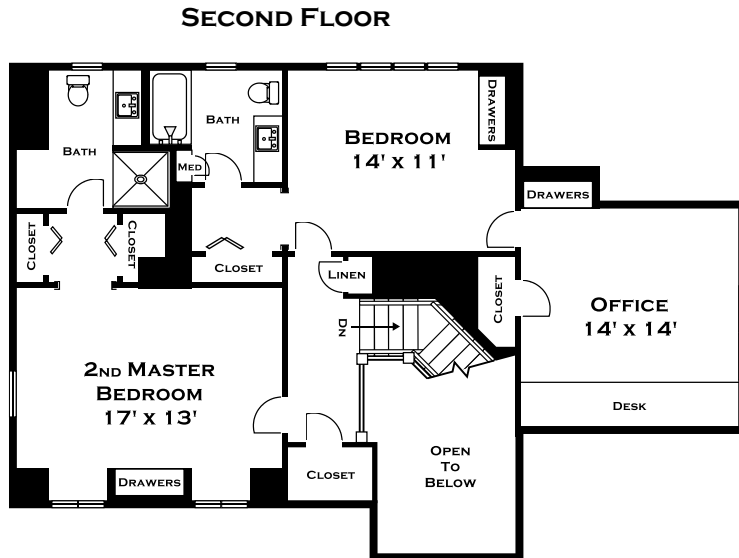 SECOND FLOOR
BATH
BATH
MED
BEDROOM
14' X 11'
DRAWERS
DRAWERS
CLOSET
CLOSET
CLOSET
LINEN
CLOSET
OFFICE
14' X 14'
DN
2ND MASTER
BEDROOM
17' X 13'
DESK
OPEN
TO
BELOW
CLOSET
DRAWERS